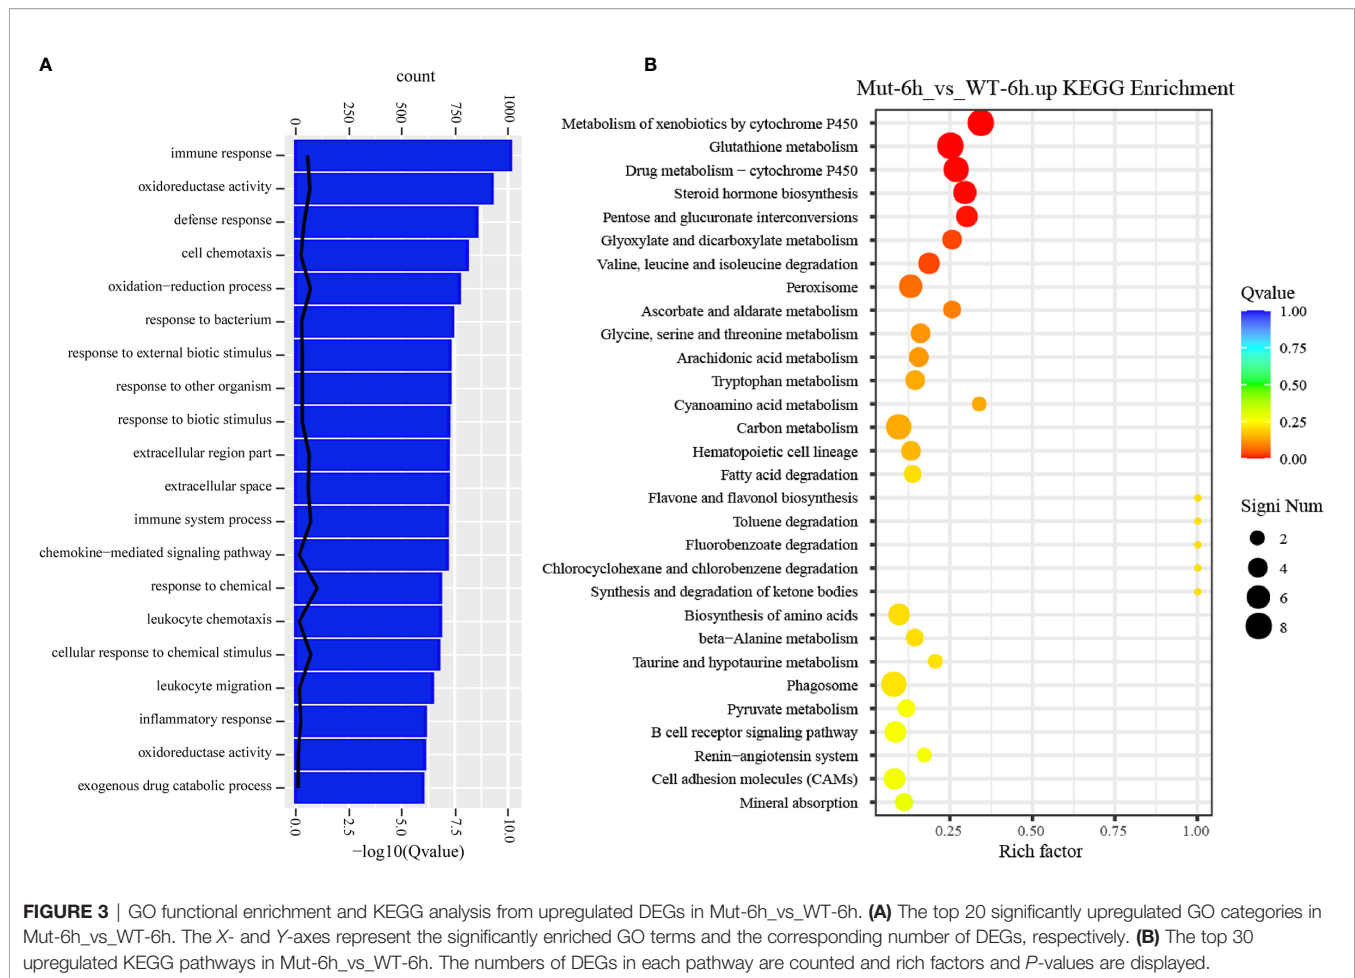 A
count
0
250
500
750
1000
immune response
oxidoreductase activity
defense response
cell chemotaxis
oxidation−reduction process
response to bacterium
response to external biotic stimulus
response to other organism
response to biotic stimulus
extracellular region part
extracellular space
immune system process
chemokine−mediated signaling pathway
response to chemical
leukocyte chemotaxis
cellular response to chemical stimulus
leukocyte migration
inflammatory response
oxidoreductase activity
exogenous drug catabolic process
0.0
2.5
5.0
7.5
10.0
−log10(Qvalue)
B
Mut-6h_vs_WT-6h.up KEGG Enrichment
Metabolism of xenobiotics by cytochrome P450
Glutathione metabolism
Drug metabolism − cytochrome P450
Steroid hormone biosynthesis
Pentose and glucuronate interconversions
Glyoxylate and dicarboxylate metabolism
Valine, leucine and isoleucine degradation
Peroxisome
Ascorbate and aldarate metabolism
Glycine, serine and threonine metabolism
Arachidonic acid metabolism
Tryptophan metabolism
Cyanoamino acid metabolism
Carbon metabolism
Hematopoietic cell lineage
Fatty acid degradation
Flavone and flavonol biosynthesis
Toluene degradation
Fluorobenzoate degradation
Chlorocyclohexane and chlorobenzene degradation
Synthesis and degradation of ketone bodies
Biosynthesis of amino acids
beta−Alanine metabolism
Taurine and hypotaurine metabolism
Phagosome
Pyruvate metabolism
B cell receptor signaling pathway
Renin−angiotensin system
Cell adhesion molecules (CAMs)
Mineral absorption
0.25
0.50
0.75
1.00
Rich factor
Qvalue
1.00
0.75
0.50
0.25
0.00
Signi Num
2
4
6
8
FIGURE 3 | GO functional enrichment and KEGG analysis from upregulated DEGs in Mut-6h_vs_WT-6h. (A) The top 20 significantly upregulated GO categories in
Mut-6h_vs_WT-6h. The X- and Y-axes represent the significantly enriched GO terms and the corresponding number of DEGs, respectively. (B) The top 30
upregulated KEGG pathways in Mut-6h_vs_WT-6h. The numbers of DEGs in each pathway are counted and rich factors and P-values are displayed.